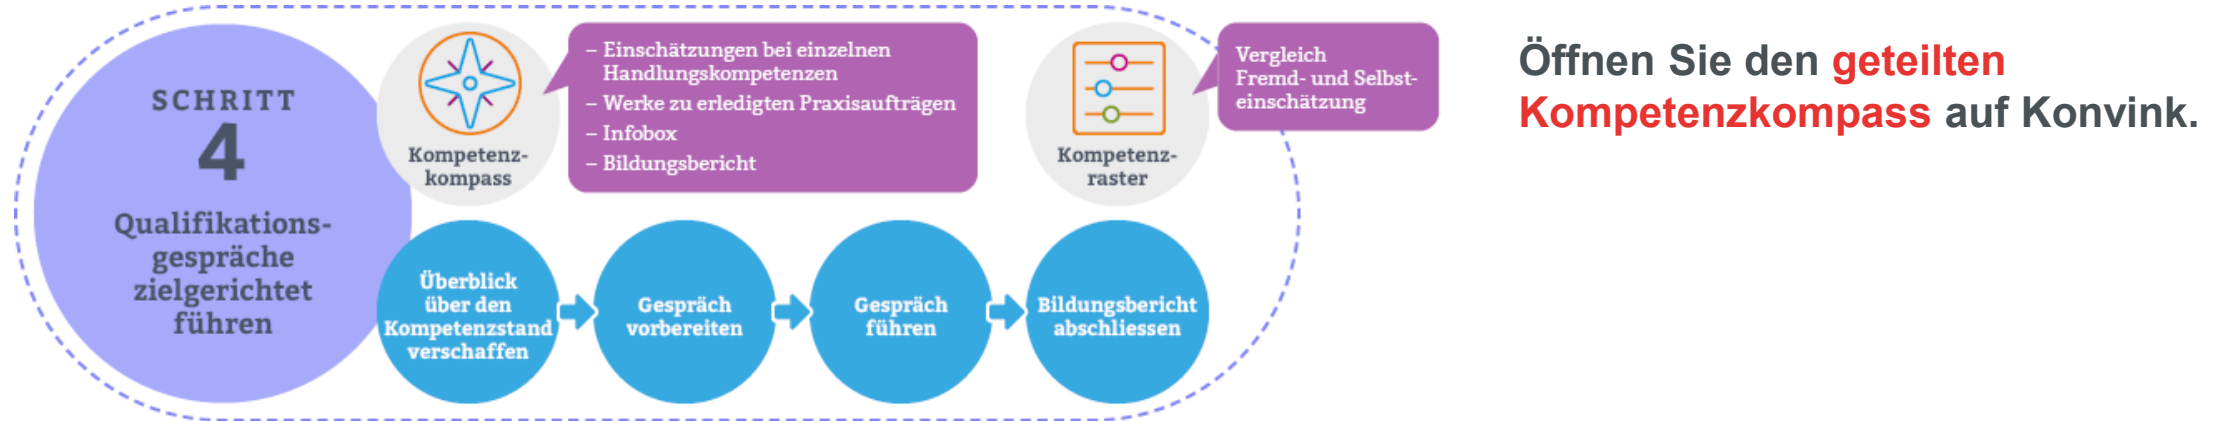 SCHRITT
4
Qualifikations-
gespräche
zielgerichtet
führen
Kompetenz-
kompass
– Einschätzungen bei einzelnen
Handlungskompetenzen
– Werke zu erledigten Praxisaufträgen
– Infobox
– Bildungsbericht
Kompetenz-
raster
Vergleich
Fremd- und Selbst-
einschätzung
Überblick
über den
Kompetenzstand
verschaffen
Gespräch
vorbereiten
Gespräch
führen
Bildungsbericht
abschliessen
Öffnen Sie den geteilten
Kompetenzkompass auf Konvink.